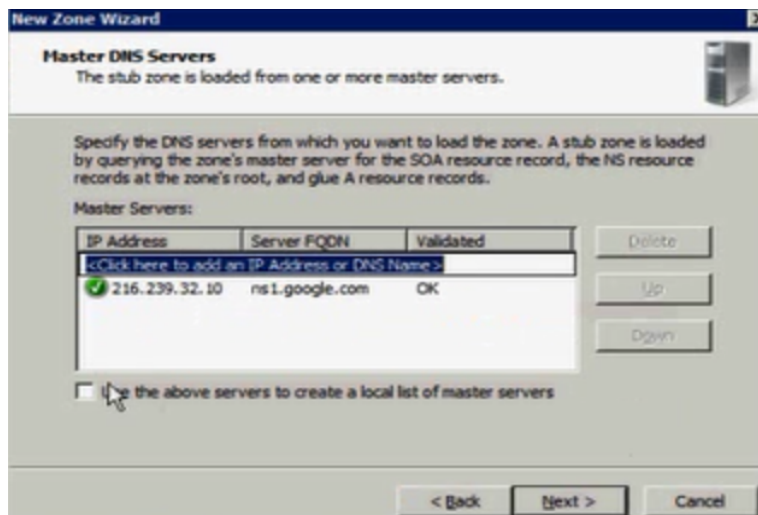 New Zone Wizard
Master DNS Servers
The stub zone is loaded from one or more master servers.
Specify the DNS servers from which you want to load the zone. A stub zone is loaded
by querying the zone's master server for the SOA resource record, the NS resource
records at the zone's root, and glue A resource records.
Master Servers:
IP Address Server FQDN Validated
<Click here to add an IP Address or DNS Name>
216.239.32.10 ns1.google.com OK
Delete
Up
Down
Use the above servers to create a local list of master servers
< Back Next > Cancel